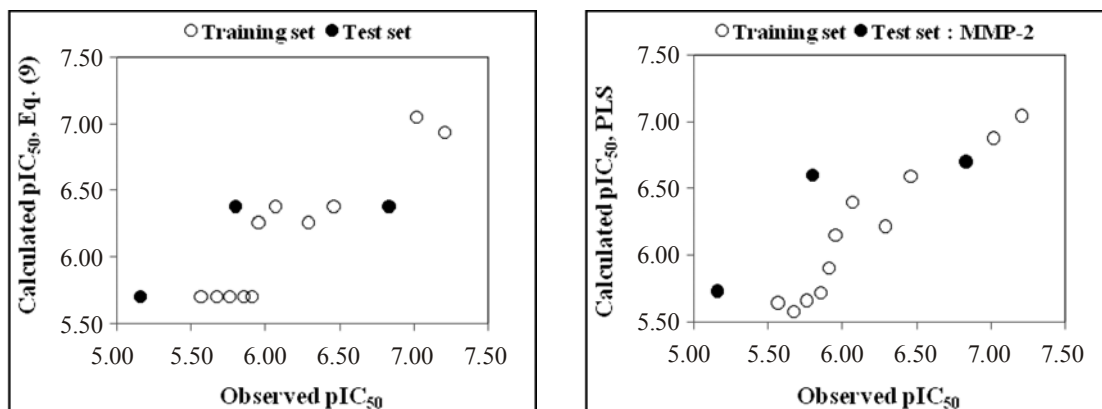 ○ Training set ● Test set
7.50
7.00
6.50
6.00
5.50
5.00 5.50 6.00 6.50 7.00 7.50
Calculated pIC50, Eq. (9)
Observed pIC50
○ Training set ● Test set : MMP-2
7.50
7.00
6.50
6.00
5.50
5.00 5.50 6.00 6.50 7.00 7.50
Calculated pIC50, PLS
Observed pIC50